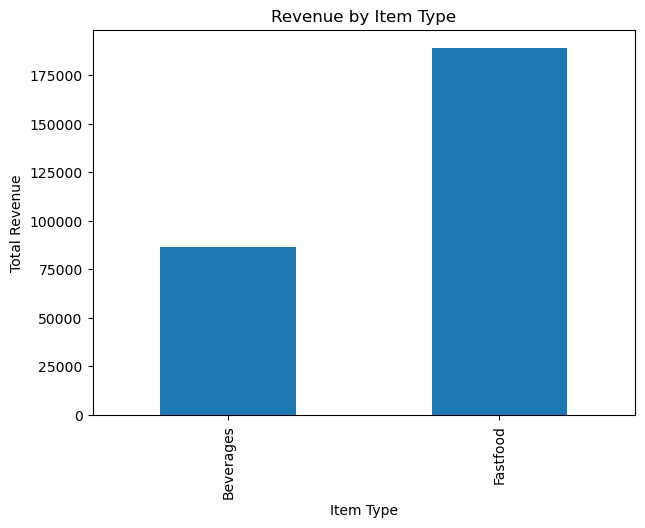 Revenue by Item Type
Total Revenue
175000
150000
125000
100000
75000
50000
25000
0
Beverages
Fastfood
Item Type